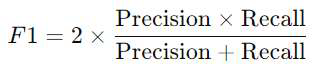 F1 = 2 × Precision × Recall / Precision + Recall